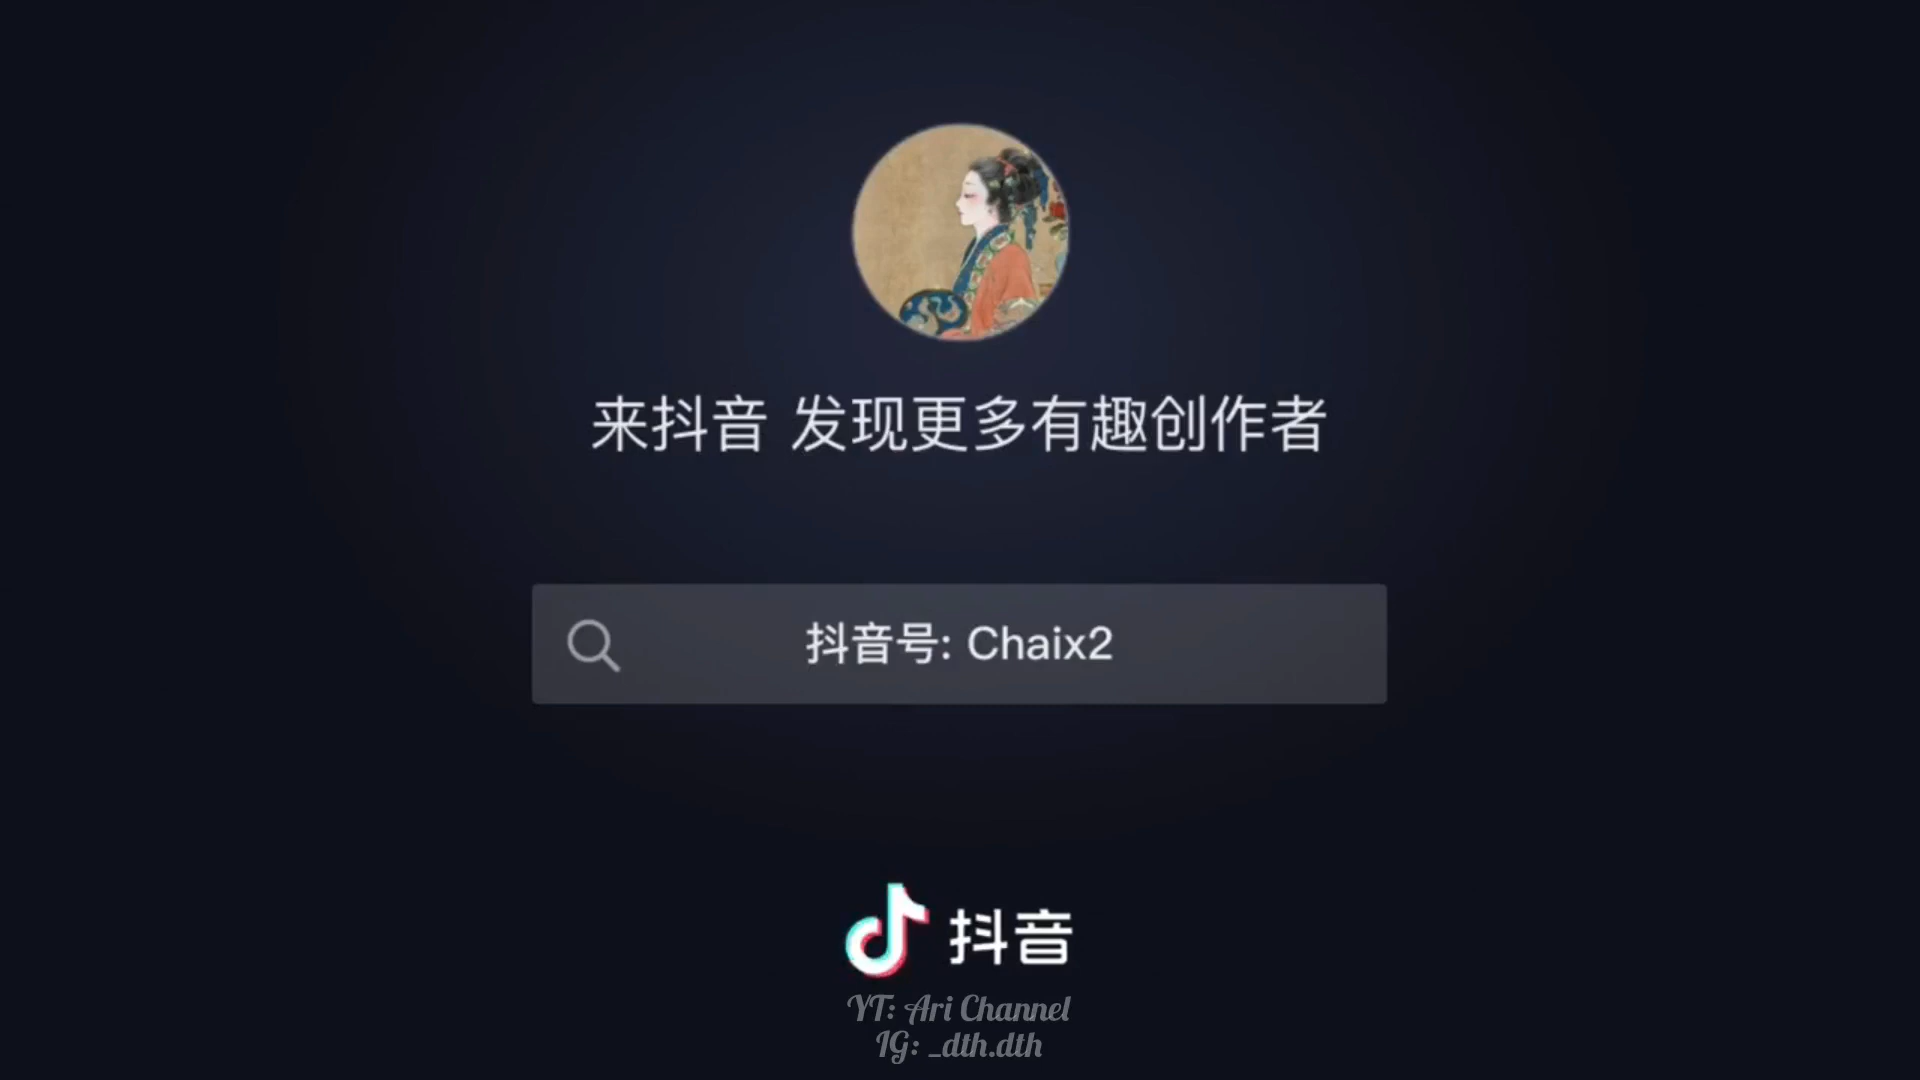 来抖音 发现更多有趣创作者
抖音号: Chaix2
抖音
YT: Ari Channel
IG: _dth.dth